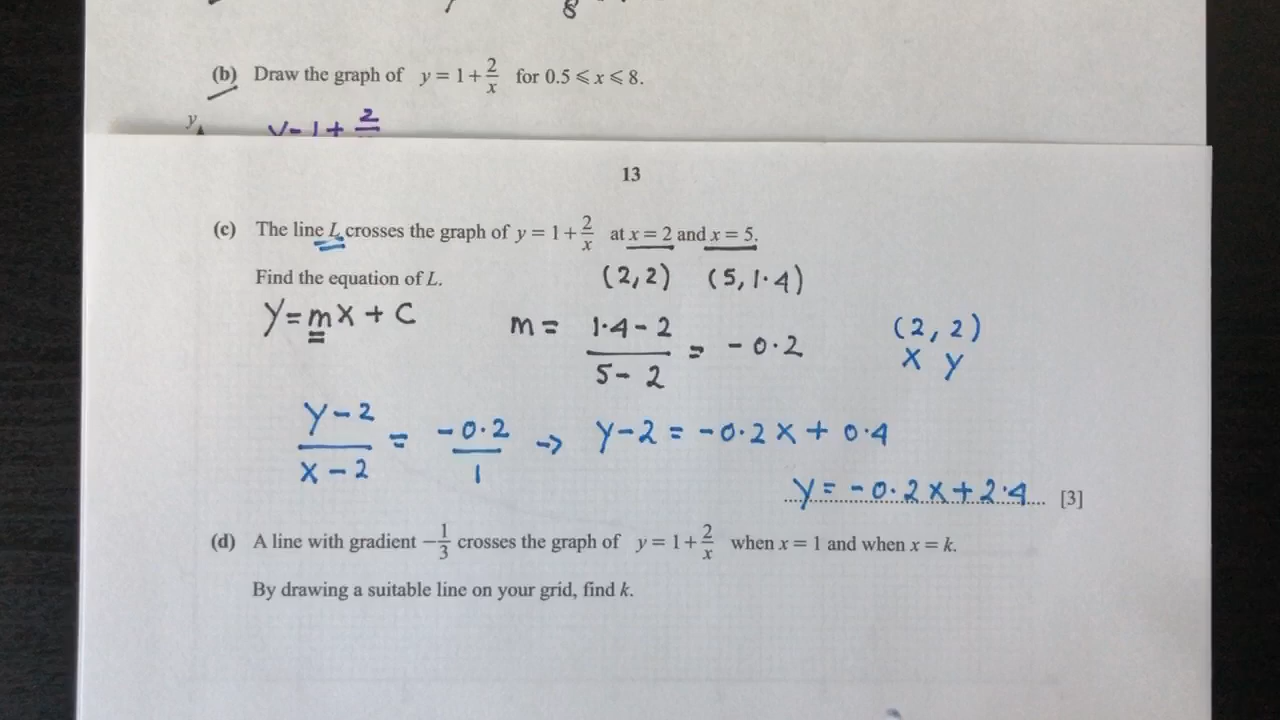 8
(b) Draw the graph of y = 1 + 2/x for 0.5 ⩽ x ⩽ 8.
y y = 1 + 2
13
(c) The line L crosses the graph of y = 1 + 2/x at x = 2 and x = 5.
Find the equation of L. (2,2) (5,1·4)
y = mx + c m = (1·4 - 2)/(5 - 2) = -0·2 (2,2)
x y
(y - 2)/(x - 2) = -0·2/1 → y - 2 = -0·2x + 0·4
y = -0·2x + 2·4 [3]
(d) A line with gradient -1/3 crosses the graph of y = 1 + 2/x when x = 1 and when x = k.
By drawing a suitable line on your grid, find k.